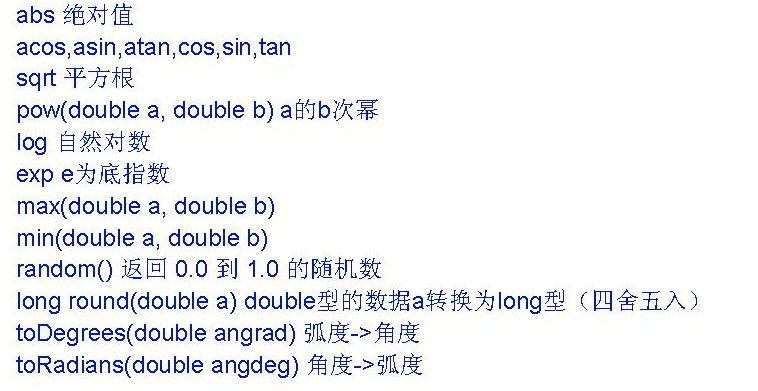 abs 绝对值
acos,asin,atan,cos,sin,tan
sqrt 平方根
pow(double a, double b) a的b次幂
log 自然对数
exp e为底指数
max(double a, double b)
min(double a, double b)
random() 返回 0.0 到 1.0 的随机数
long round(double a) double型的数据a转换为long型（四舍五入）
toDegrees(double angrad) 弧度->角度
toRadians(double angdeg) 角度->弧度